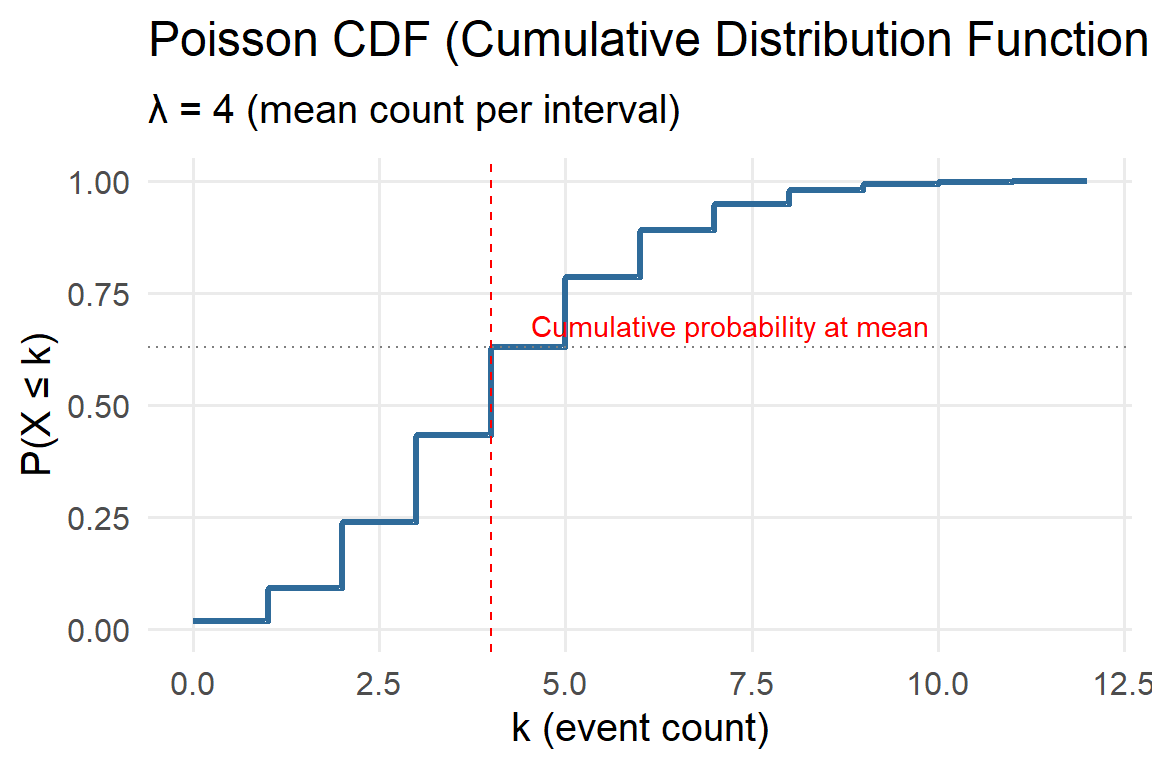 Poisson CDF (Cumulative Distribution Function
λ = 4 (mean count per interval)
1.00
0.75
0.50
0.25
0.00
P(X ≤ k)
Cumulative probability at mean
0.0 2.5 5.0 7.5 10.0 12.5
k (event count)